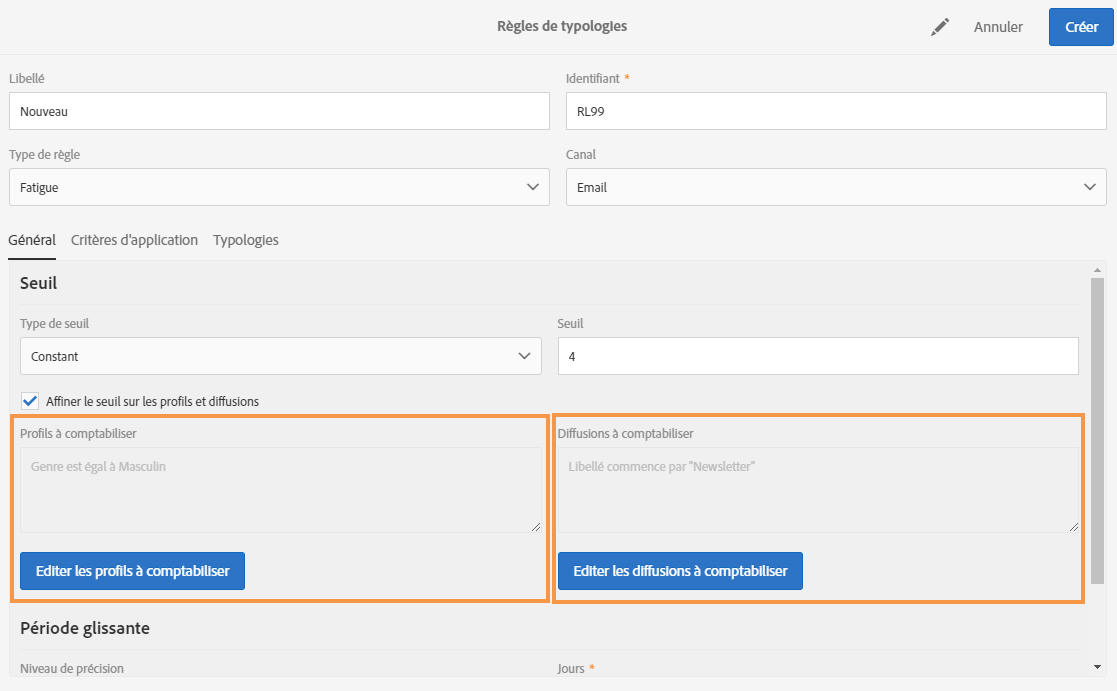 Règles de typologies
Annuler
Créer
Libellé
Identifiant *
Nouveau
RL99
Type de règle
Canal
Fatigue
Email
Général
Critères d'application
Typologies
Seuil
Type de seuil
Seuil
Constant
4
Affiner le seuil sur les profils et diffusions
Profils à comptabiliser
Diffusions à comptabiliser
Genre est égal à Masculin
Libellé commence par "Newsletter"
Editer les profils à comptabiliser
Editer les diffusions à comptabiliser
Période glissante
Niveau de précision
Jours *